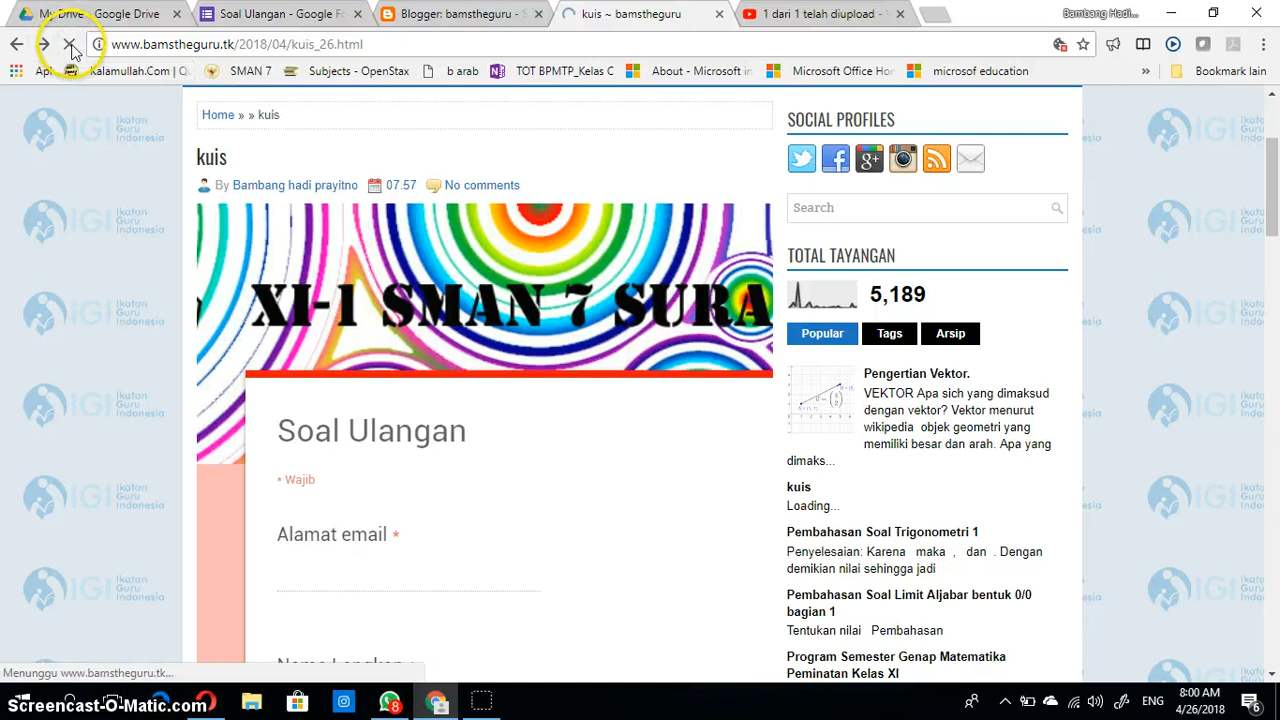 My Drive - Google Drive
Soal Ulangan - Google F
Blogger: bamstheguru - S
kuis ~ bamstheguru
1 dari 1 telah diupload -
Bambang Hadi...
www.bamstheguru.tk/2018/04/kuis_26.html
Kalamullah.Com | Qu
SMAN 7
Subjects - OpenStax
b arab
TOT BPMTP_Kelas C
About - Microsoft in
Microsoft Office Hor
microsof education
»
Bookmark lain
Home » » kuis
kuis
By Bambang hadi prayitno
07.57
No comments
XI-1 SMAN 7 SURA
Soal Ulangan
* Wajib
Alamat email *
SOCIAL PROFILES
Search
TOTAL TAYANGAN
5,189
Popular
Tags
Arsip
Pengertian Vektor.
VEKTOR Apa sich yang dimaksud
dengan vektor? Vektor menurut
wikipedia objek geometri yang
memiliki besar dan arah. Apa yang
dimaks...
kuis
Loading...
Pembahasan Soal Trigonometri 1
Penyelesaian: Karena maka , dan . Dengan
demikian nilai sehingga jadi
Pembahasan Soal Limit Aljabar bentuk 0/0
bagian 1
Tentukan nilai Pembahasan
Program Semester Genap Matematika
Peminatan Kelas XI
IGI Ikatan Guru Indonesia
Menunggu www.bamstheguru.tk...
Screencast-O-Matic.com
8
ENG
8:00 AM
4/26/2018
6